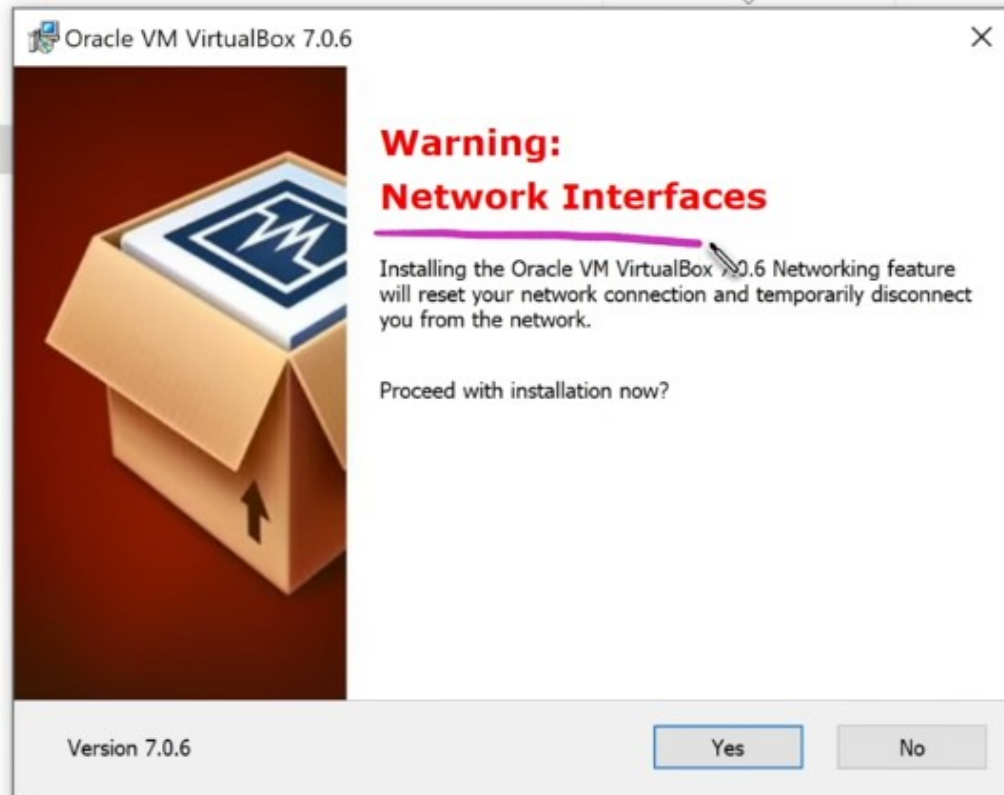 Oracle VM VirtualBox 7.0.6
Warning:
Network Interfaces
Installing the Oracle VM VirtualBox 7.0.6 Networking feature
will reset your network connection and temporarily disconnect
you from the network.
Proceed with installation now?
Version 7.0.6
Yes
No